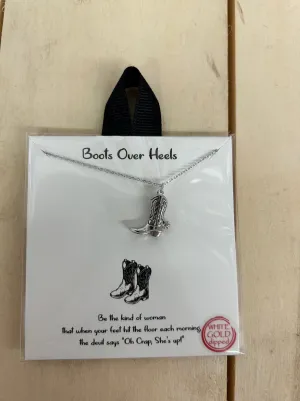 Boots Over Heels
Be the kind of woman
that when your feet hit the floor each morning
the devil says "Oh Crap, She's up!"
WHITE
GOLD
dipped